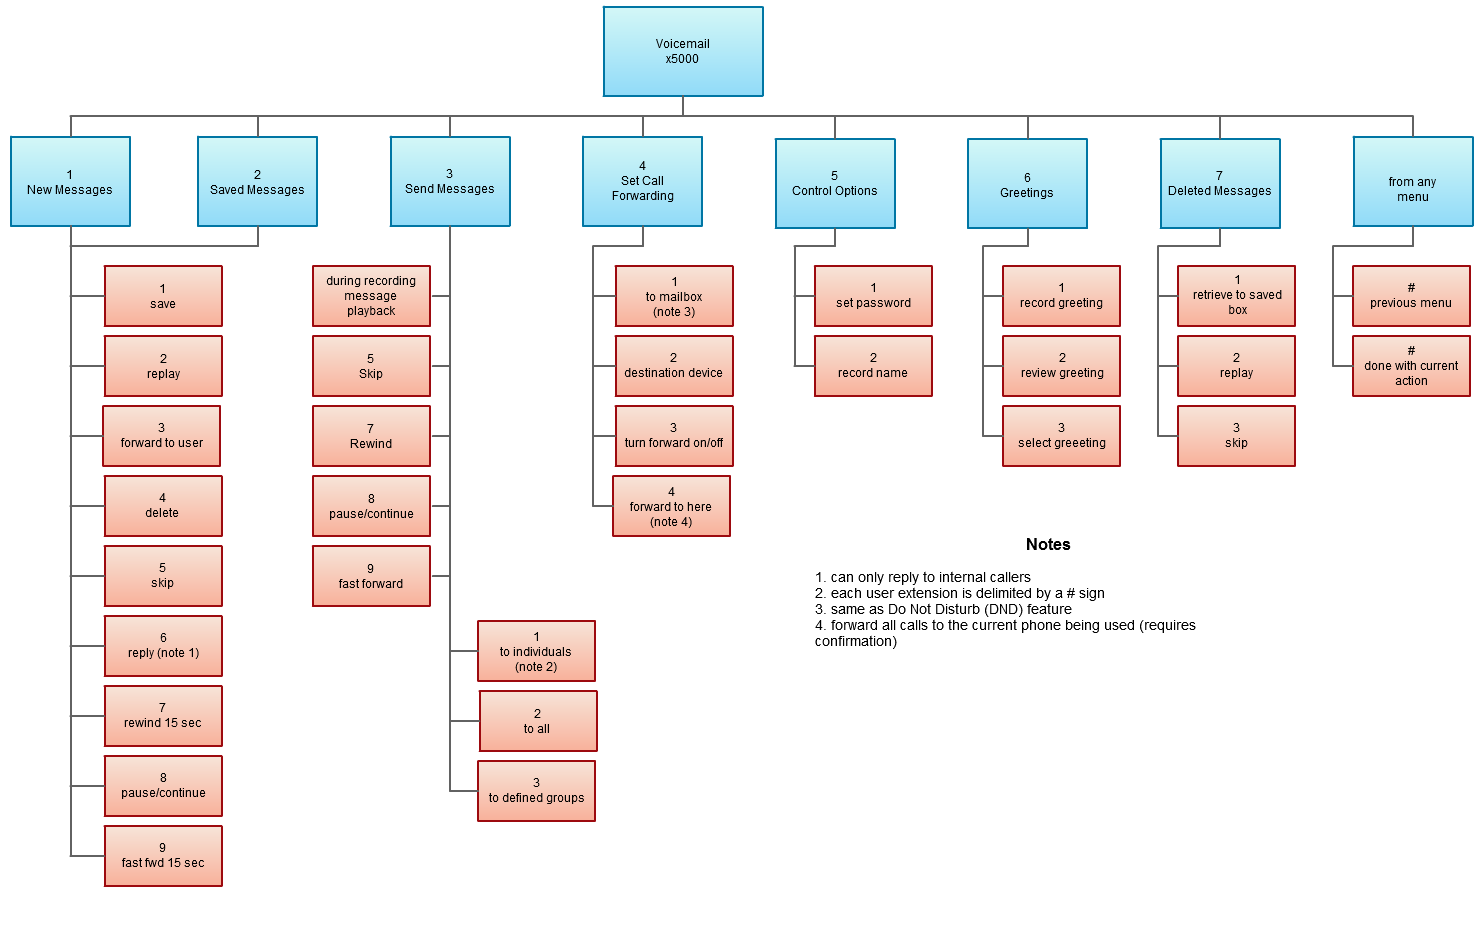 Voicemail
x5000
1
New Messages
2
Saved Messages
3
Send Messages
4
Set Call
Forwarding
5
Control Options
6
Greetings
7
Deleted Messages
from any
menu
1
save
2
replay
3
forward to user
4
delete
5
skip
6
reply (note 1)
7
rewind 15 sec
8
pause/continue
9
fast fwd 15 sec
during recording
message
playback
5
Skip
7
Rewind
8
pause/continue
9
fast forward
1
to individuals
(note 2)
2
to all
3
to defined groups
1
to mailbox
(note 3)
2
destination device
3
turn forward on/off
4
forward to here
(note 4)
1
set password
2
record name
1
record greeting
2
review greeting
3
select greeeting
1
retrieve to saved
box
2
replay
3
skip
#
previous menu
#
done with current
action
Notes
1. can only reply to internal callers
2. each user extension is delimited by a # sign
3. same as Do Not Disturb (DND) feature
4. forward all calls to the current phone being used (requires
confirmation)